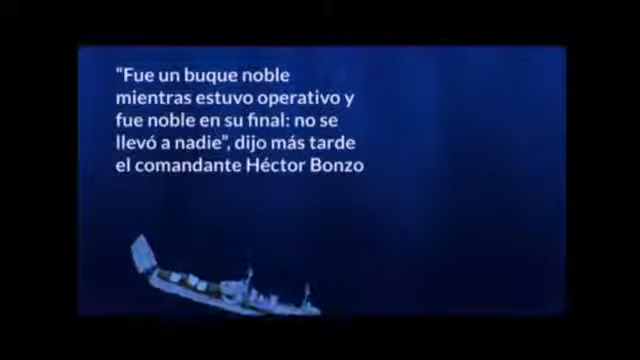 “Fue un buque noble
mientras estuvo operativo y
fue noble en su final: no se
llevó a nadie”, dijo más tarde
el comandante Héctor Bonzo